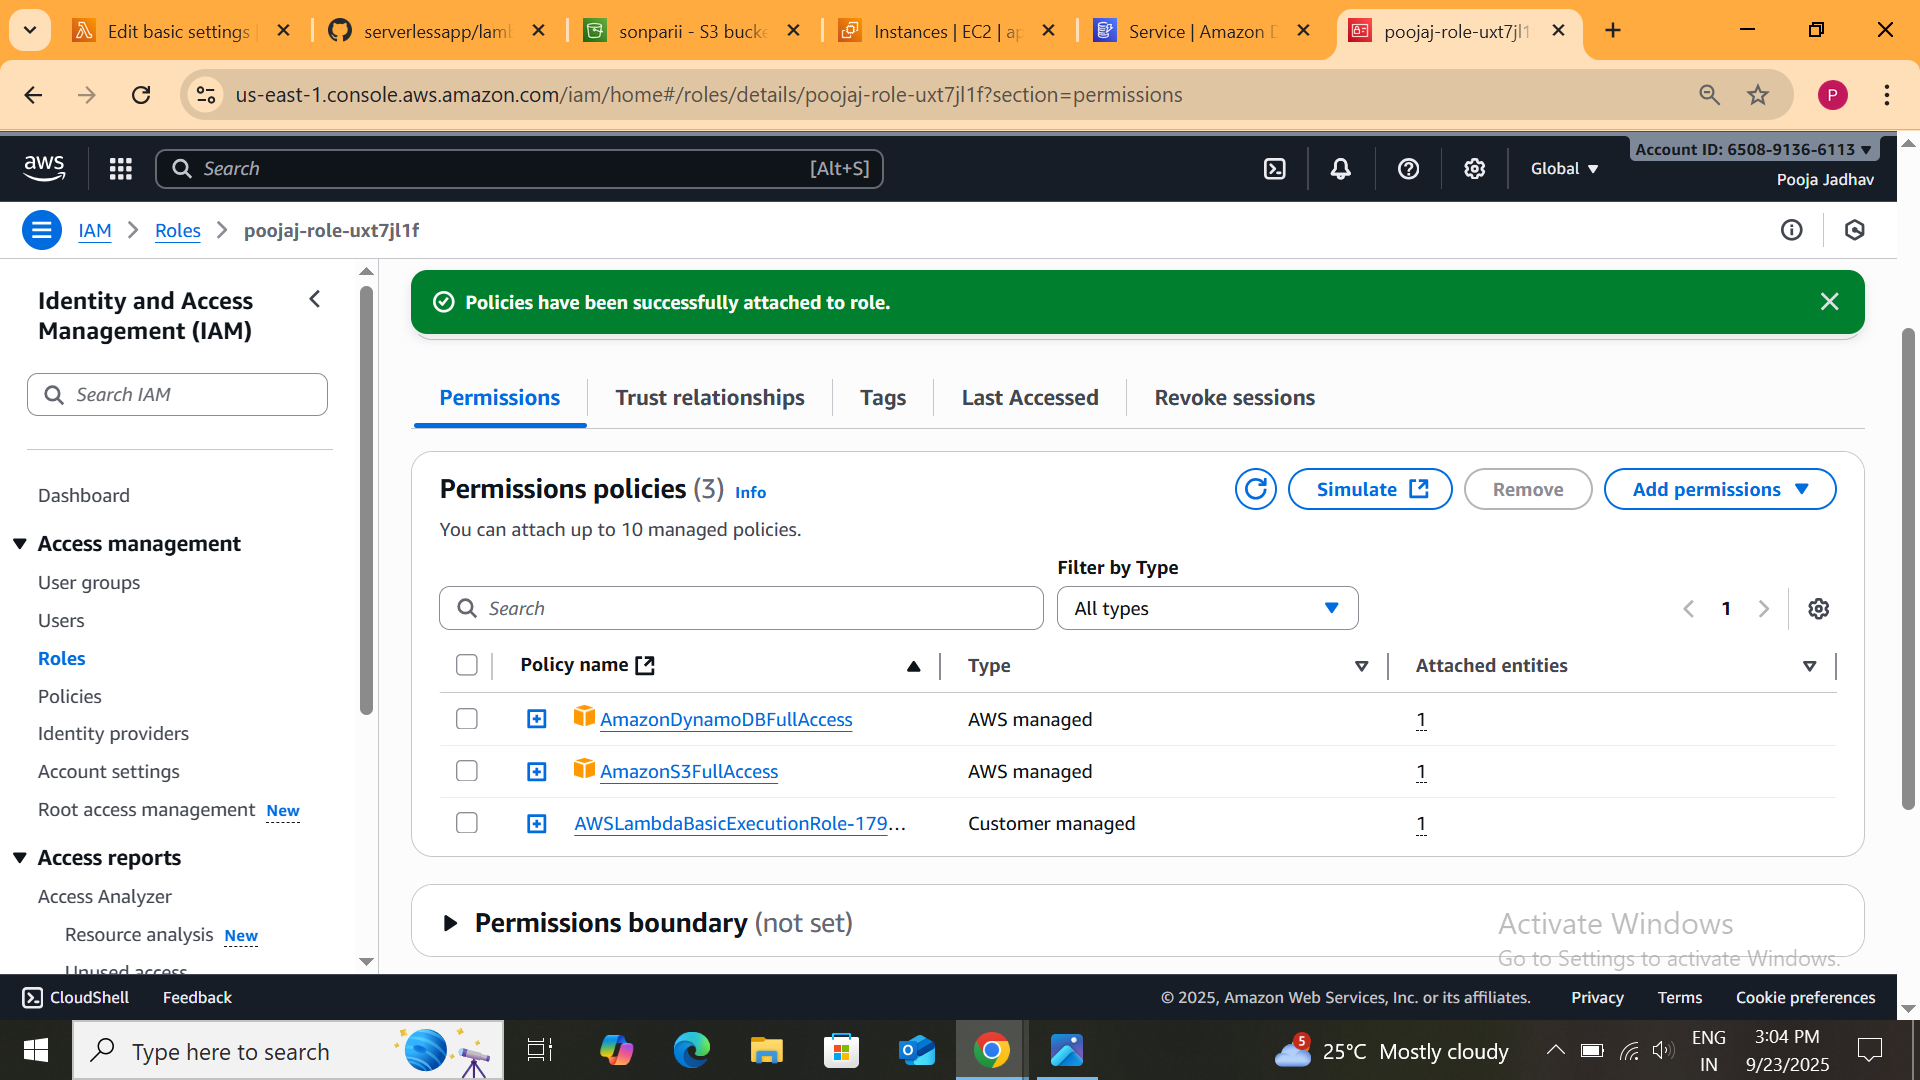 Edit basic settings
serverlessapp/lam
sonparii - S3 buck
Instances | EC2 | a
Service | Amazon
poojaj-role-uxt7jl1
us-east-1.console.aws.amazon.com/iam/home#/roles/details/poojaj-role-uxt7jl1f?section=permissions
P
aws
Search
[Alt+S]
Global
Account ID: 6508-9136-6113
Pooja Jadhav
IAM
Roles
poojaj-role-uxt7jl1f
Identity and Access
Management (IAM)
Search IAM
Dashboard
Access management
User groups
Users
Roles
Policies
Identity providers
Account settings
Root access management New
Access reports
Access Analyzer
Resource analysis New
Unused access
Policies have been successfully attached to role.
Permissions
Trust relationships
Tags
Last Accessed
Revoke sessions
Permissions policies (3) Info
Simulate
Remove
Add permissions
You can attach up to 10 managed policies.
Filter by Type
Search
All types
1
Policy name
Type
Attached entities
AmazonDynamoDBFullAccess AWS managed 1
AmazonS3FullAccess AWS managed 1
AWSLambdaBasicExecutionRole-179... Customer managed 1
Permissions boundary (not set)
Activate Windows
Go to Settings to activate Windows.
CloudShell
Feedback
© 2025, Amazon Web Services, Inc. or its affiliates.
Privacy
Terms
Cookie preferences
Type here to search
5
25°C Mostly cloudy
ENG
IN
3:04 PM
9/23/2025